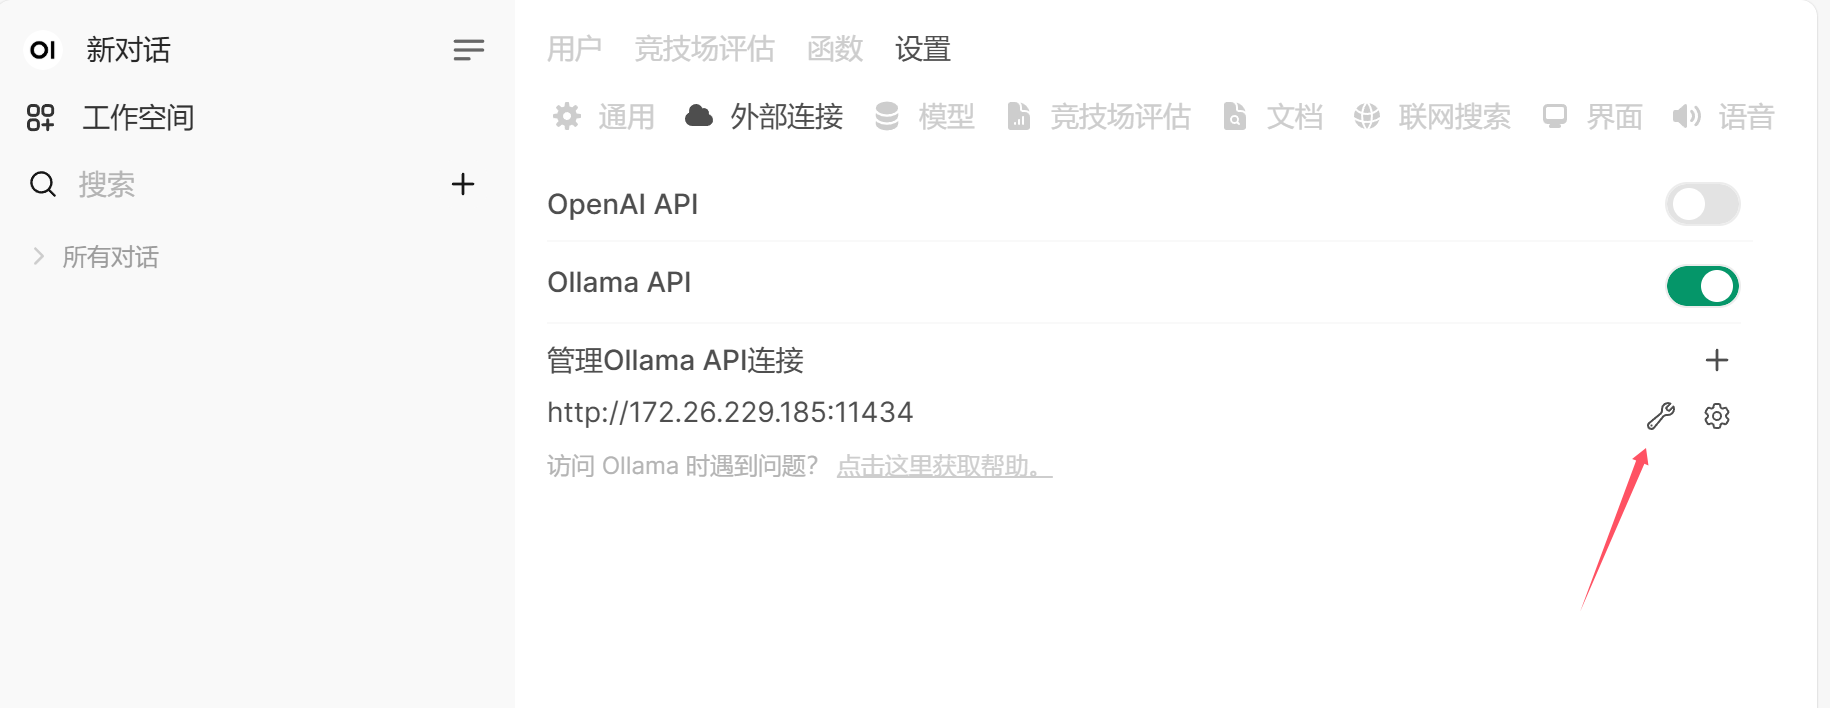 OI 新对话
工作空间
搜索
所有对话
用户 竞技场评估 函数 设置
通用 外部连接 模型 竞技场评估 文档 联网搜索 界面 语音
OpenAI API
Ollama API
管理Ollama API连接
http://172.26.229.185:11434
访问 Ollama 时遇到问题？ 点击这里获取帮助。